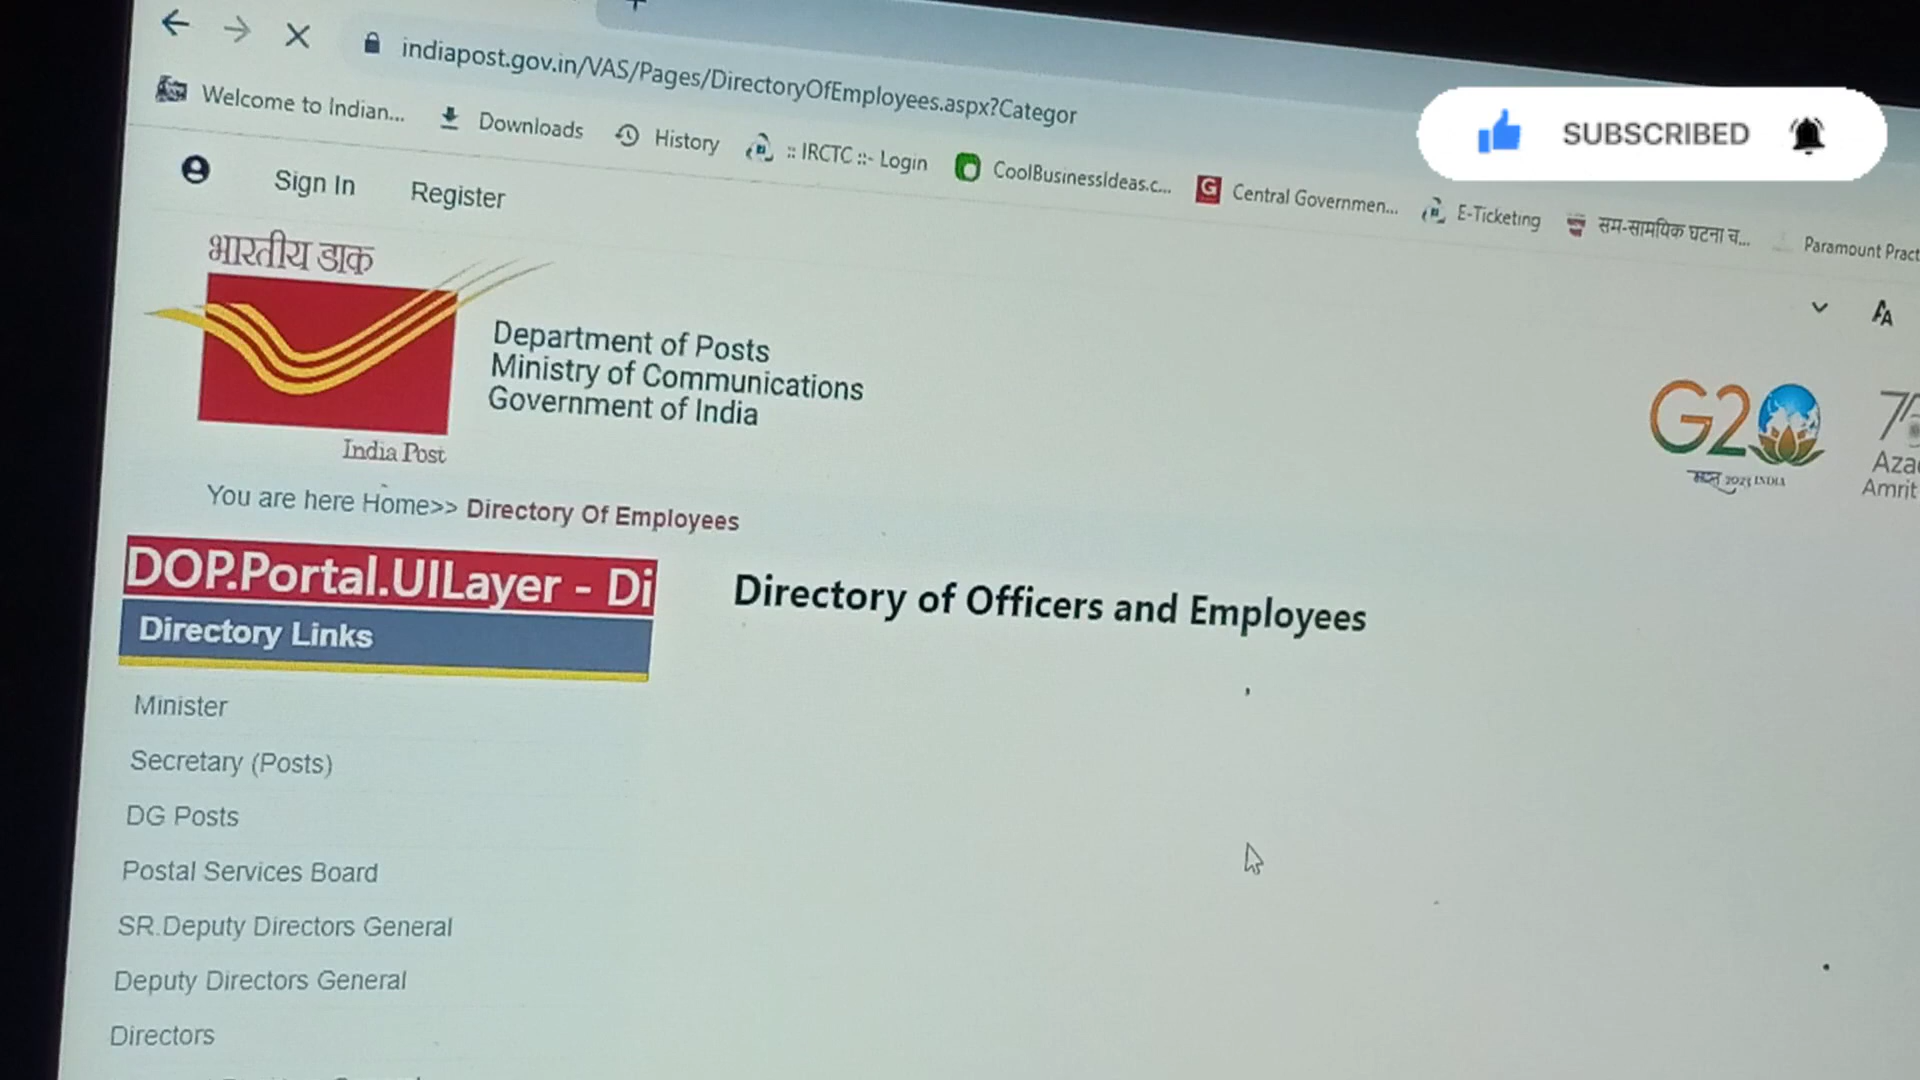 indiapost.gov.in/VAS/Pages/DirectoryOfEmployees.aspx?Categor
Welcome to Indian...
Downloads
History
:: IRCTC ::- Login
CoolBusinessIdeas.c...
Central Governmen...
E-Ticketing
सम-सामयिक घटना च...
Paramount Pract
SUBSCRIBED
Sign In
Register
भारतीय डाक
India Post
Department of Posts
Ministry of Communications
Government of India
G20
2023 INDIA
Aza
Amrit
You are here Home>> Directory Of Employees
DOP.Portal.UILayer - Di
Directory Links
Directory of Officers and Employees
Minister
Secretary (Posts)
DG Posts
Postal Services Board
SR.Deputy Directors General
Deputy Directors General
Directors